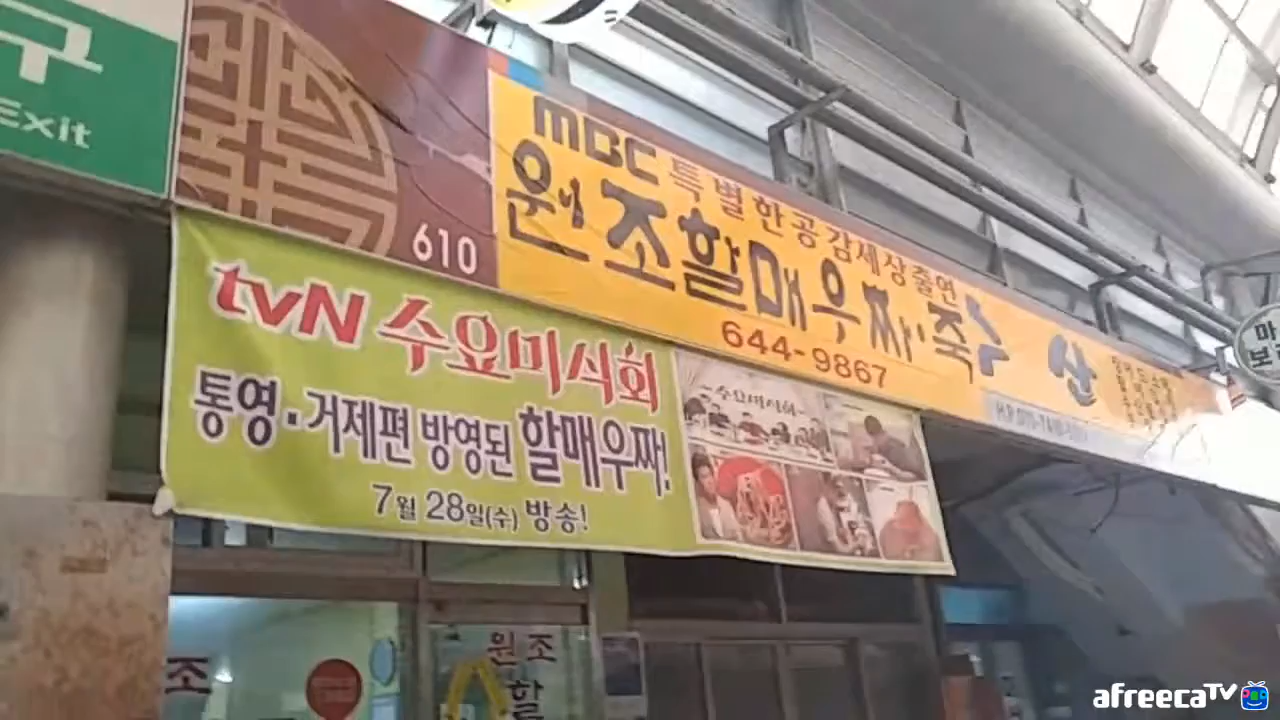 구
Exit
610
MBC 특별한공감세상출연
원조할매우짜·죽
644-9867
수산
tvN 수요미식회
통영·거제편 방영된 할매우짜!
7월 28일(수) 방송!
수요미식회
마
보
원조
할
조
afreecaTV